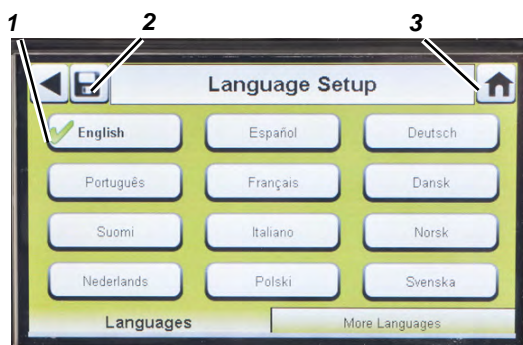 1 2 3
Language Setup
English Español Deutsch
Português Français Dansk
Suomi Italiano Norsk
Nederlands Polski Svenska
Languages More Languages